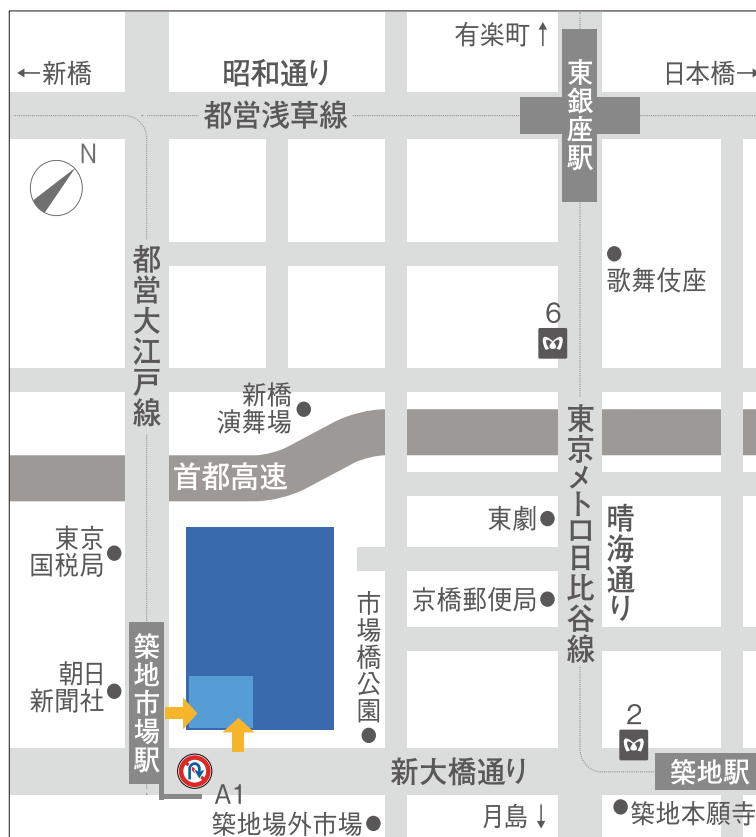 有楽町↑
←新橋
昭和通り
日本橋→
都営浅草線
東銀座駅
N
都営大江戸線
歌舞伎座
6
新橋
演舞場
首都高速
東京メトロ日比谷線
東劇
晴海通り
東京
国税局
京橋郵便局
市場橋公園
築地市場駅
朝日
新聞社
2
新大橋通り
築地駅
A1
築地場外市場
月島↓
築地本願寺